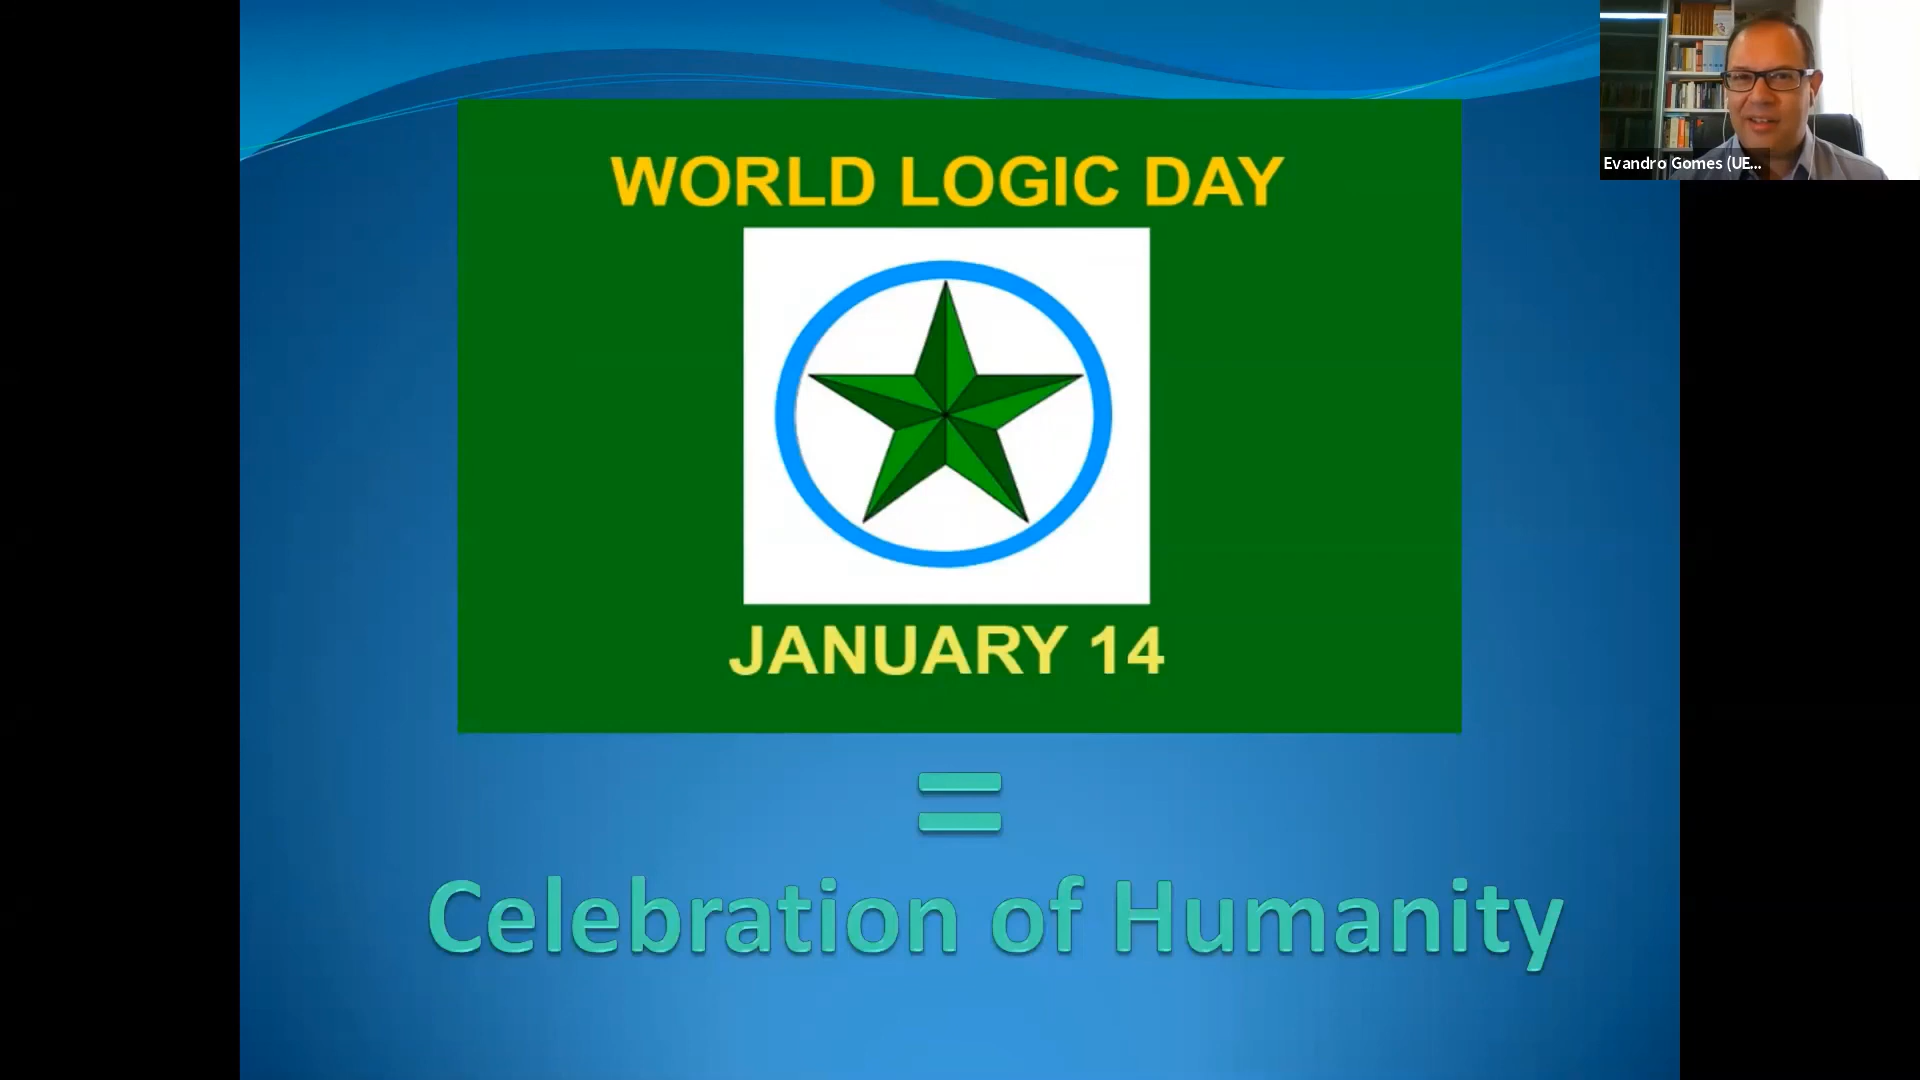 WORLD LOGIC DAY
JANUARY 14
=
Celebration of Humanity
Evandro Gomes (UE...